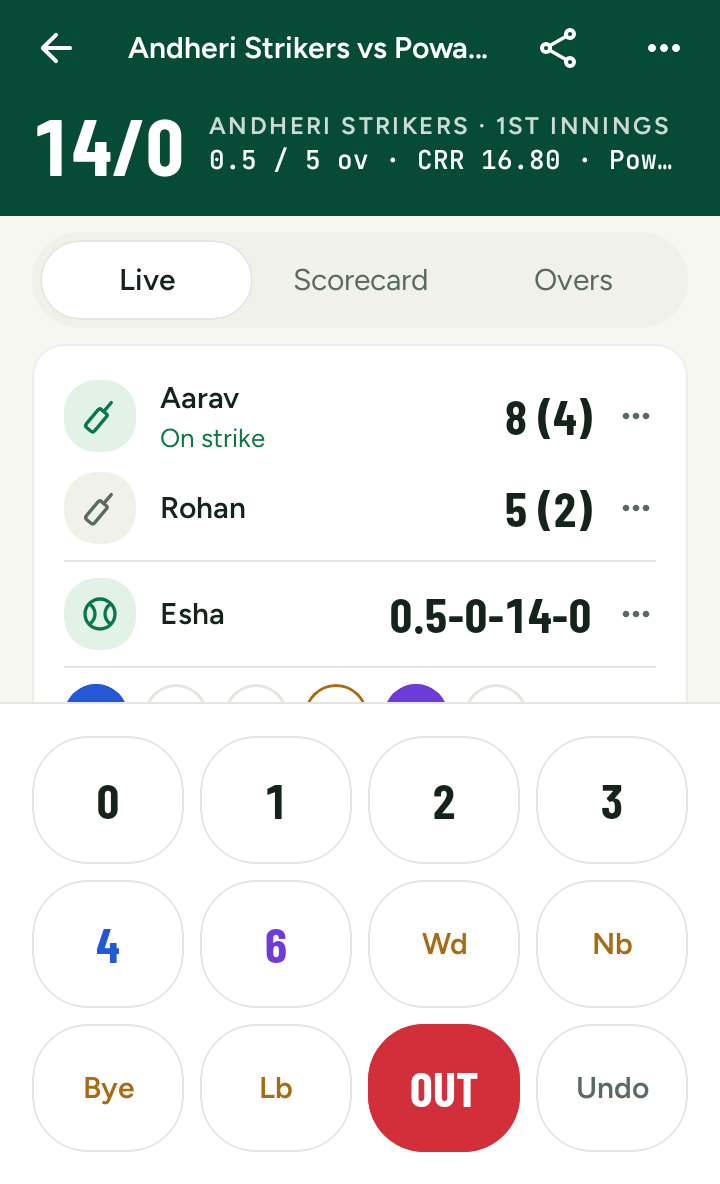 Andheri Strikers vs Powa...
14/0
ANDHERI STRIKERS · 1ST INNINGS
0.5 / 5 ov · CRR 16.80 · Pow…
Live Scorecard Overs
Aarav 8 (4)
On strike
Rohan 5 (2)
Esha 0.5-0-14-0
0 1 2 3
4 6 Wd Nb
Bye Lb OUT Undo